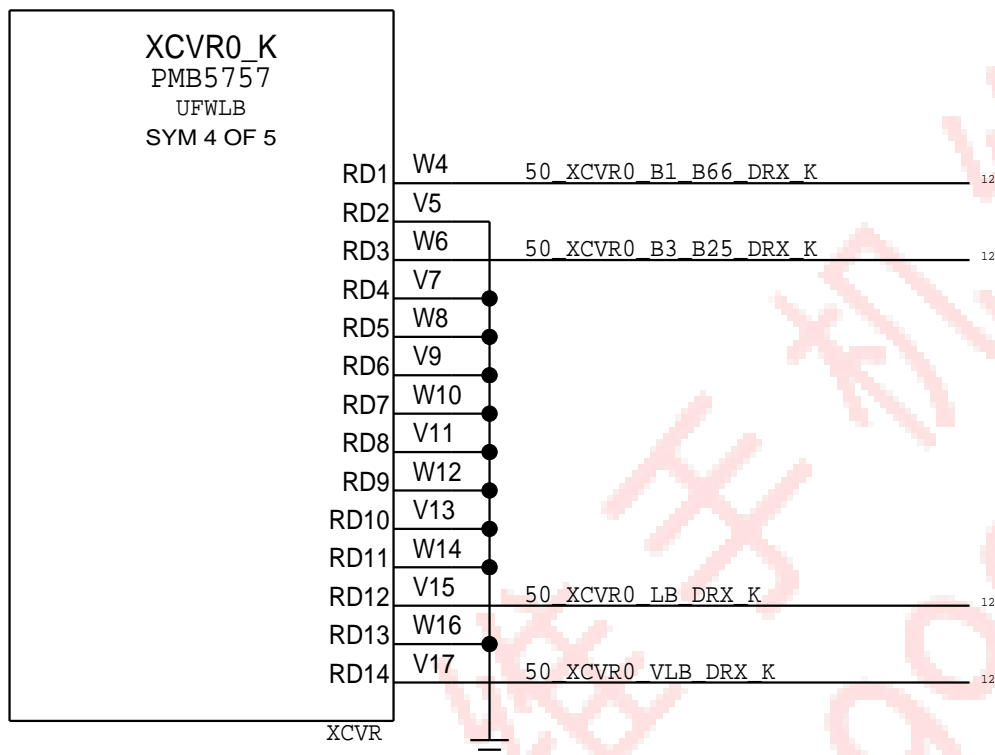 XCVR0_K
PMB5757
UFWLB
SYM 4 OF 5
RD1 W4 50_XCVR0_B1_B66_DRX_K 12
RD2 V5
RD3 W6 50_XCVR0_B3_B25_DRX_K 12
RD4 V7
RD5 W8
RD6 V9
RD7 W10
RD8 V11
RD9 W12
RD10 V13
RD11 W14
RD12 V15 50_XCVR0_LB_DRX_K 12
RD13 W16
RD14 V17 50_XCVR0_VLB_DRX_K 12
XCVR